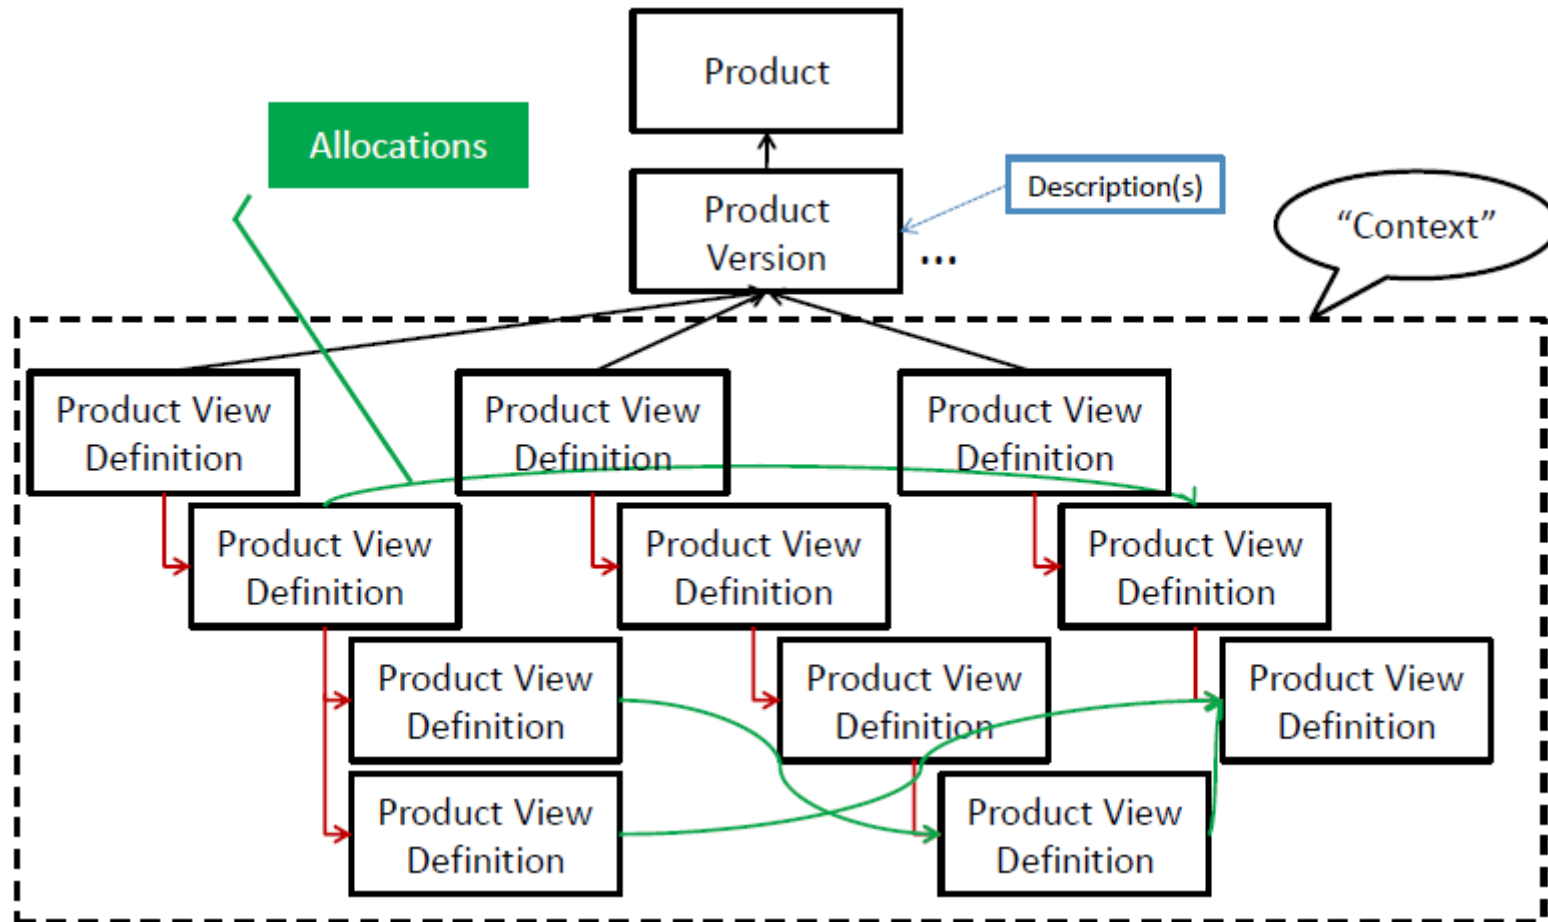 Product
Allocations
Product
Version
Description(s)
...
“Context”
Product View
Definition
Product View
Definition
Product View
Definition
Product View
Definition
Product View
Definition
Product View
Definition
Product View
Definition
Product View
Definition
Product View
Definition
Product View
Definition
Product View
Definition